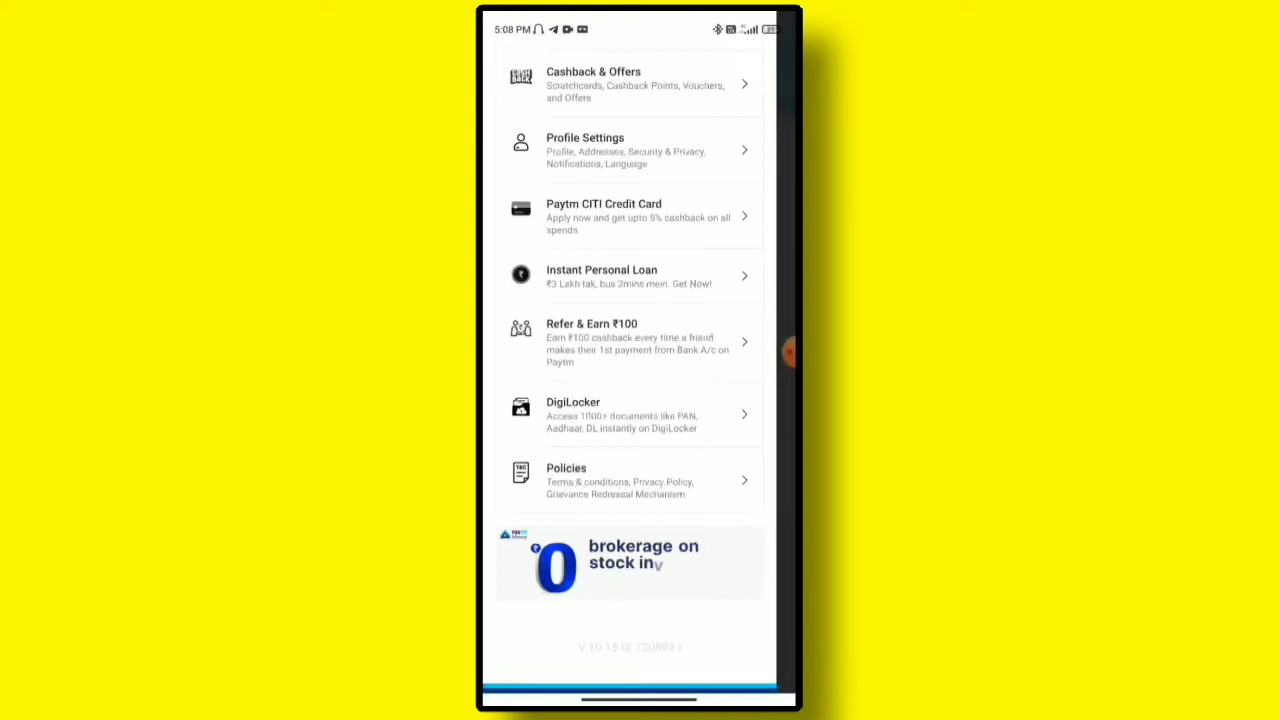 5:08 PM
Cashback & Offers
Scratchcards, Cashback Points, Vouchers,
and Offers
Profile Settings
Profile, Addresses, Security & Privacy,
Notifications, Language
Paytm CITI Credit Card
Apply now and get upto 5% cashback on all
spends
Instant Personal Loan
₹3 Lakh tak, bus 2mins mein. Get Now!
Refer & Earn ₹100
Earn ₹100 cashback every time a friend
makes their 1st payment from Bank A/c on
Paytm
DigiLocker
Access 1000+ documents like PAN,
Aadhaar, DL instantly on DigiLocker
T&C
Policies
Terms & conditions, Privacy Policy,
Grievance Redressal Mechanism
₹0
brokerage on
stock inv